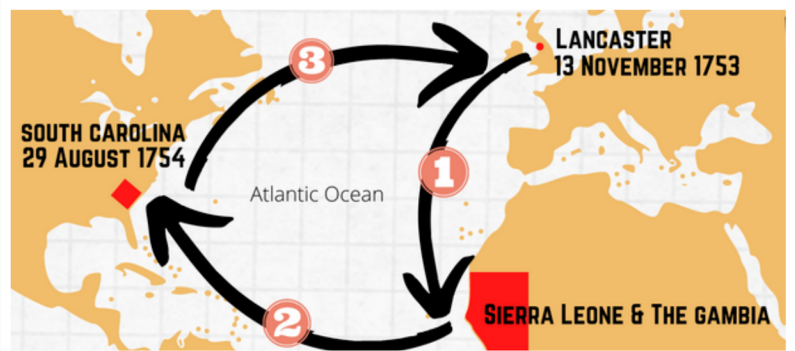 3
LANCASTER
13 NOVEMBER 1753
SOUTH CAROLINA
29 AUGUST 1754
1
Atlantic Ocean
2
SIERRA LEONE & THE GAMBIA